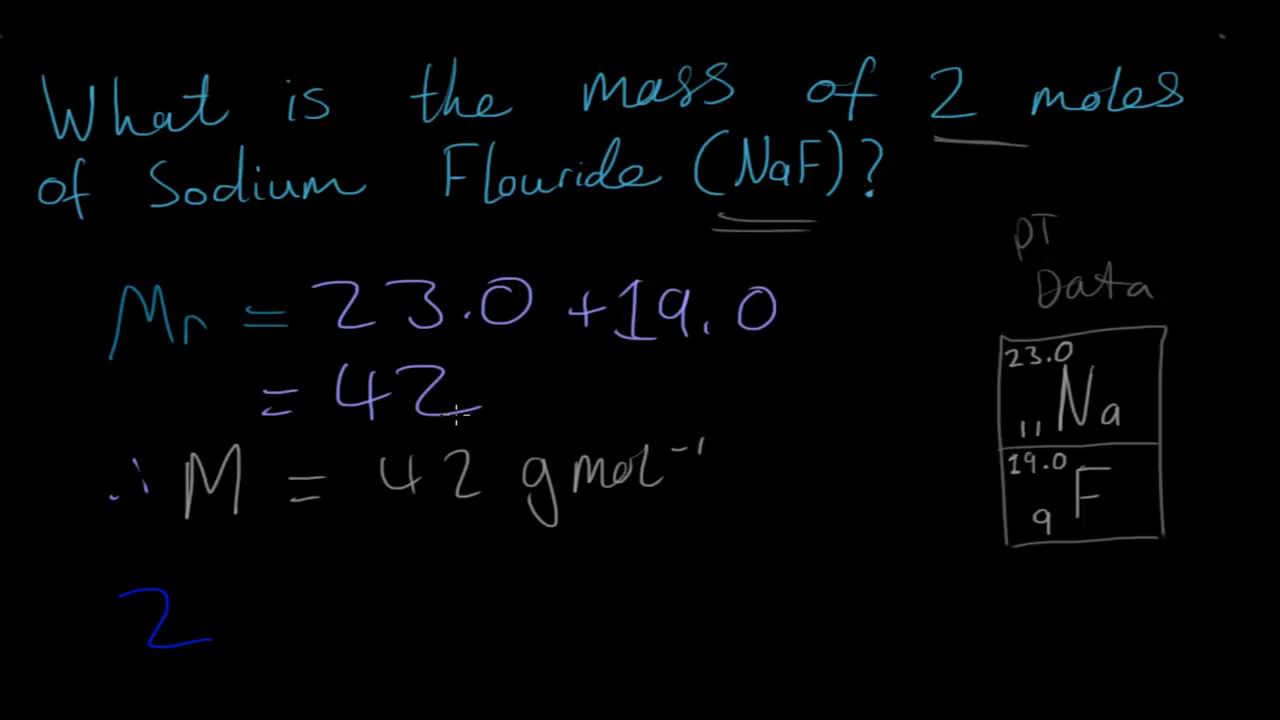 What is the mass of 2 moles
of Sodium Flouride (NaF)?
PT
Data
Mr = 23.0 + 19.0
= 42
∴ M = 42 gmol⁻¹
2
23.0
11 Na
19.0
9 F